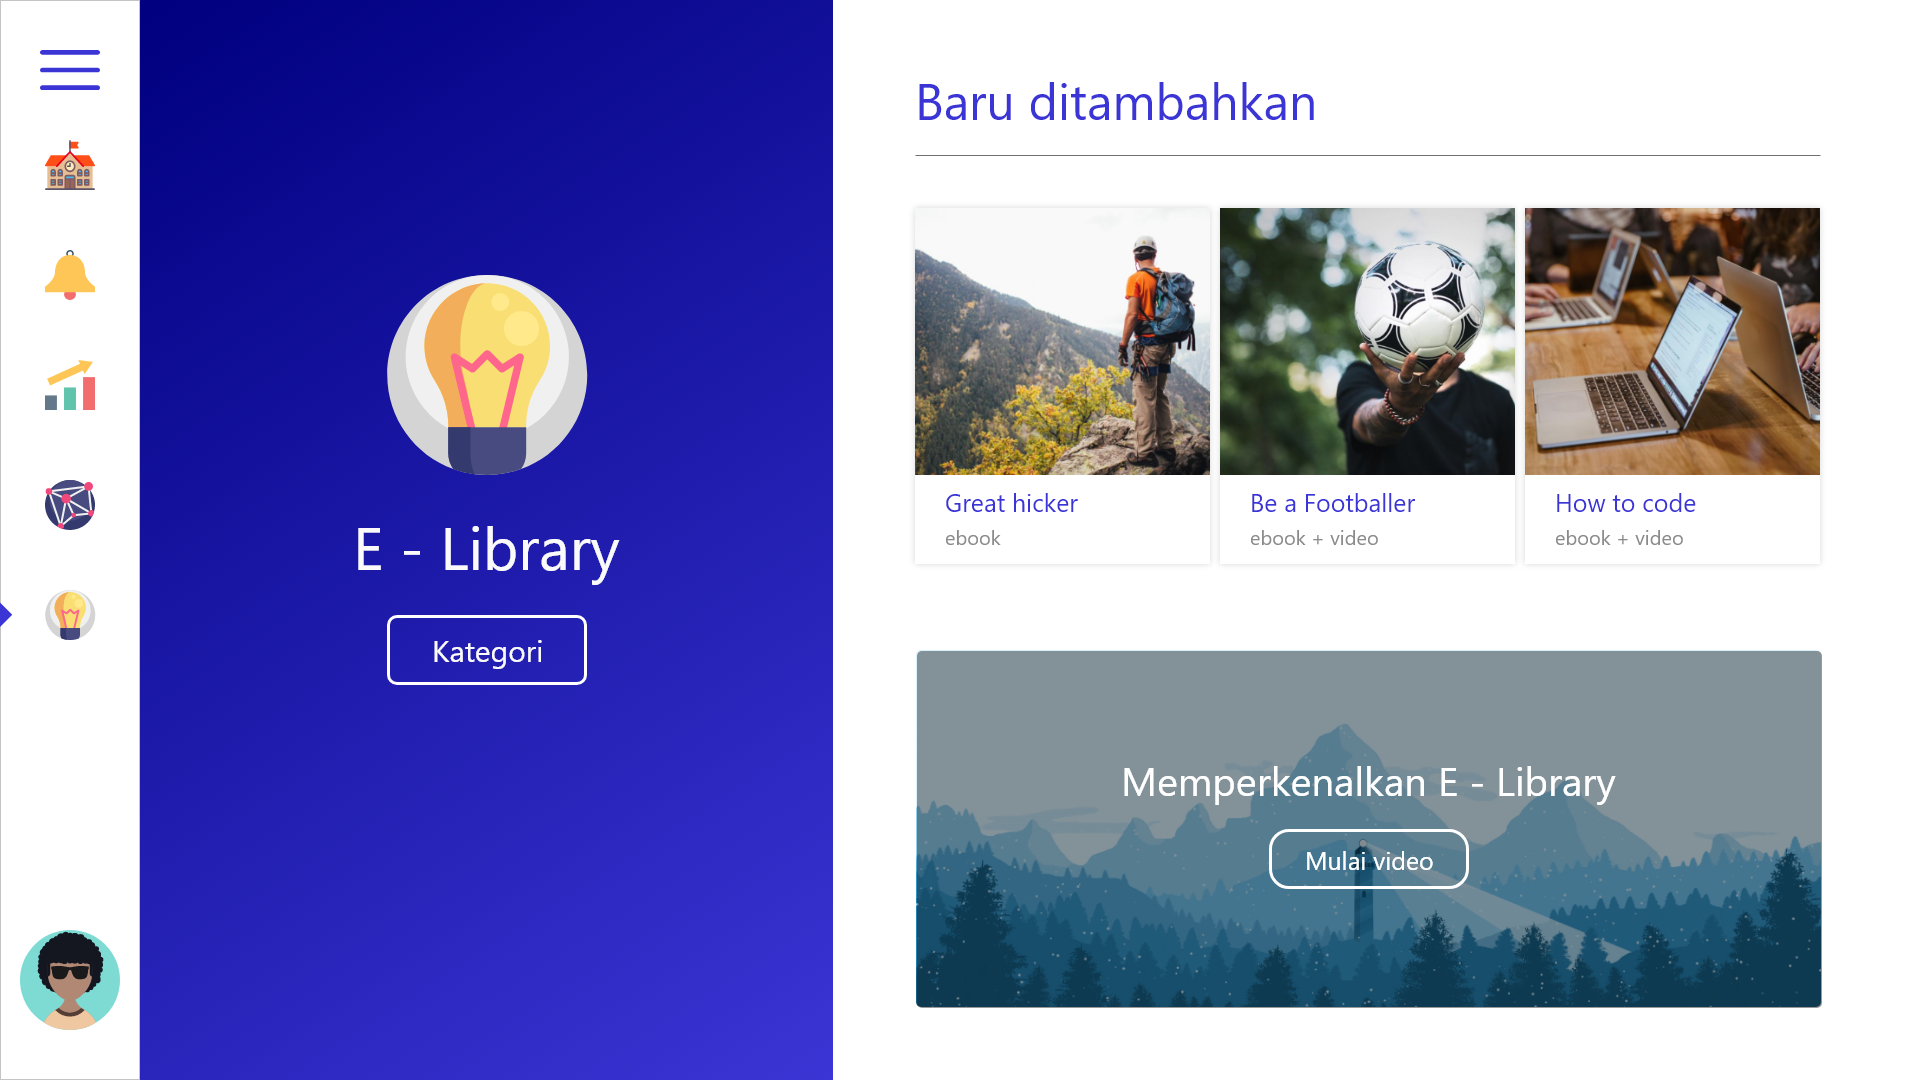 E - Library
Kategori
Baru ditambahkan
Great hicker
ebook
Be a Footballer
ebook + video
How to code
ebook + video
Memperkenalkan E - Library
Mulai video